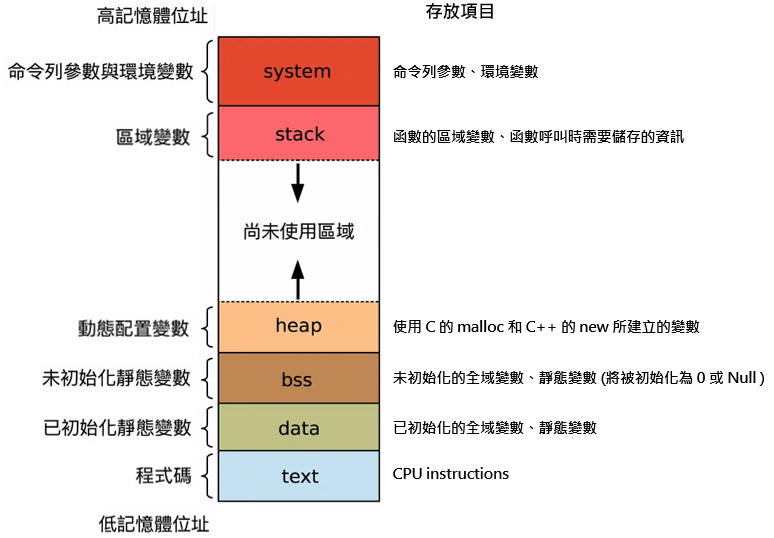 高記憶體位址
存放項目
命令列參數與環境變數
system
命令列參數、環境變數
區域變數
stack
函數的區域變數、函數呼叫時需要儲存的資訊
尚未使用區域
動態配置變數
heap
使用 C 的 malloc 和 C++ 的 new 所建立的變數
未初始化靜態變數
bss
未初始化的全域變數、靜態變數 (將被初始化為 0 或 Null )
已初始化靜態變數
data
已初始化的全域變數、靜態變數
程式碼
text
CPU instructions
低記憶體位址